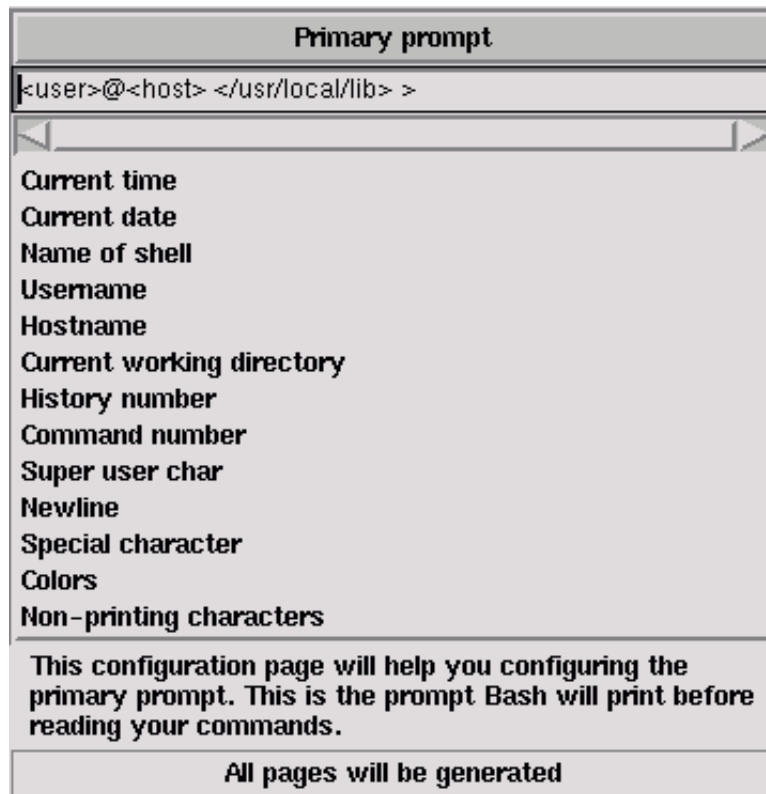 Primary prompt
<user>@<host> </usr/local/lib> >
Current time
Current date
Name of shell
Username
Hostname
Current working directory
History number
Command number
Super user char
Newline
Special character
Colors
Non-printing characters
This configuration page will help you configuring the
primary prompt. This is the prompt Bash will print before
reading your commands.
All pages will be generated